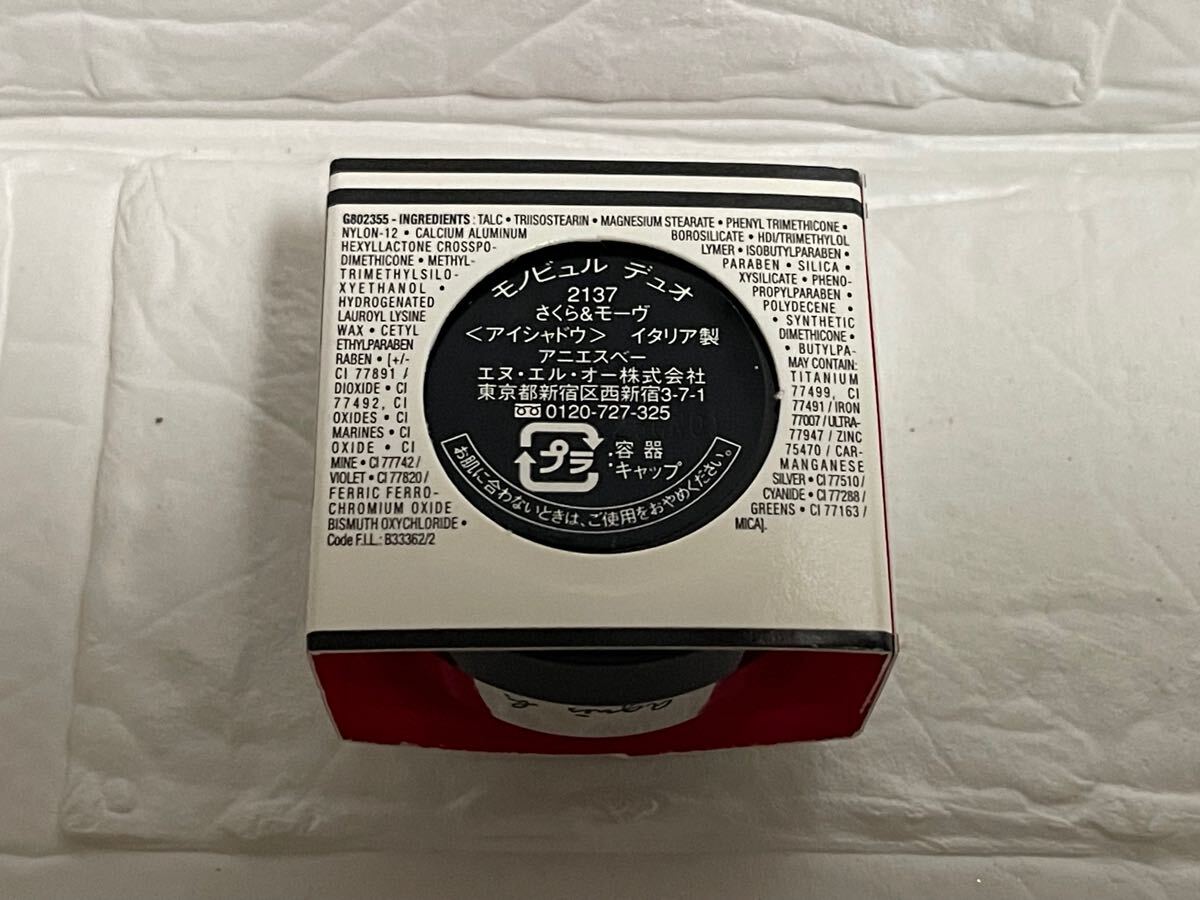 G802355 - INGREDIENTS : TALC • TRIISOSTEARIN • MAGNESIUM STEARATE • PHENYL TRIMETHICONE •
NYLON-12 • CALCIUM ALUMINUM BOROSILICATE • HDI/TRIMETHYLOL
HEXYLLACTONE CROSSPO- LYMER • ISOBUTYLPARABEN •
DIMETHICONE • METHYL- PARABEN • SILICA •
TRIMETHYLSILO- XYSILICATE • PHENO-
XYETHANOL • PROPYLPARABEN •
HYDROGENATED POLYDECENE •
LAUROYL LYSINE • SYNTHETIC
WAX • CETYL DIMETHICONE •
ETHYLPARABEN • BUTYLPA-
RABEN • [+/- MAY CONTAIN:
CI 77891 / TITANIUM
DIOXIDE • CI 77499, CI
77492, CI 77491 / IRON
OXIDES • CI 77007 / ULTRA-
MARINES • CI 77947 / ZINC
OXIDE • CI 75470 / CAR-
MINE • CI 77742 / MANGANESE
VIOLET • CI 77820 / SILVER • CI 77510 /
FERRIC FERRO- CYANIDE • CI 77288 /
CHROMIUM OXIDE GREENS • CI 77163 /
BISMUTH OXYCHLORIDE • MICA].
Code F.I.L.: B33362/2
モノビュル デュオ
2137
さくら&モーヴ
<アイシャドウ> イタリア製
アニエスベー
エヌ・エル・オー株式会社
東京都新宿区西新宿3-7-1
0120-727-325
プラ
:容器
:キャップ
お肌に合わないときは、ご使用をおやめください。
agnès b.